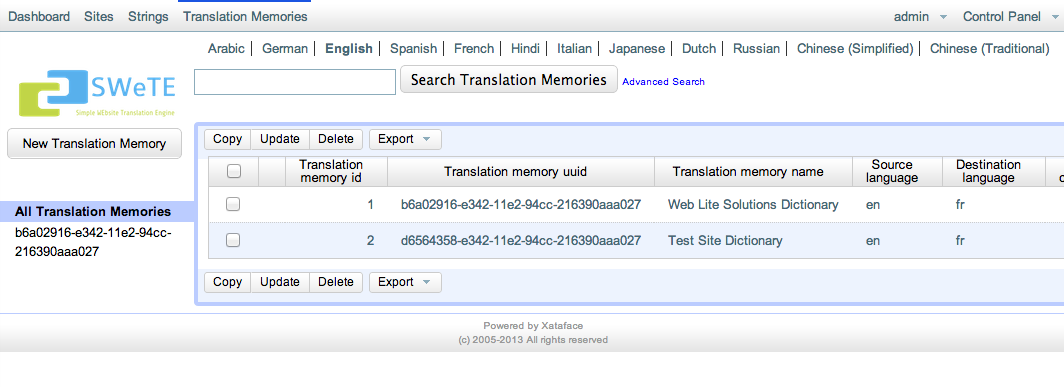 Dashboard Sites Strings Translation Memories admin Control Panel
Arabic German English Spanish French Hindi Italian Japanese Dutch Russian Chinese (Simplified) Chinese (Traditional)
SWeTE
Simple WEbsite Translation Engine
Search Translation Memories Advanced Search
New Translation Memory
All Translation Memories
b6a02916-e342-11e2-94cc-
216390aaa027
Copy Update Delete Export
Translation memory id Translation memory uuid Translation memory name Source language Destination language
1 b6a02916-e342-11e2-94cc-216390aaa027 Web Lite Solutions Dictionary en fr
2 d6564358-e342-11e2-94cc-216390aaa027 Test Site Dictionary en fr
Copy Update Delete Export
Powered by Xataface
(c) 2005-2013 All rights reserved